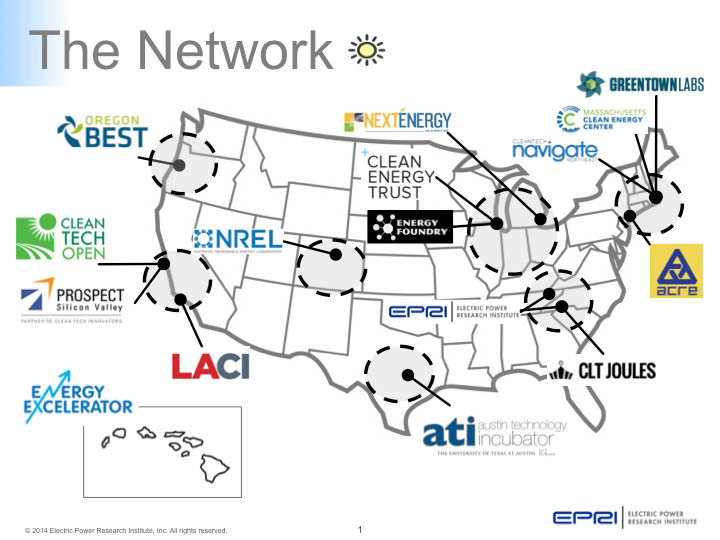 The Network
GREENTOWNLABS
MASSACHUSETTS
CLEAN ENERGY
CENTER
OREGON
BEST
NEXTÉNERGY
CLEANTECH
navigate
NORTHEAST
CLEAN
ENERGY
TRUST
ENERGY
FOUNDRY
CLEAN
TECH
OPEN
NREL
NATIONAL RENEWABLE ENERGY LABORATORY
acre
PROSPECT
Silicon Valley
PARTNER TO CLEAN TECH INNOVATORS
EPRI
ELECTRIC POWER
RESEARCH INSTITUTE
LACI
CLT JOULES
ENERGY
EXCELERATOR
ati austin technology
incubator
THE UNIVERSITY OF TEXAS AT AUSTIN
© 2014 Electric Power Research Institute, Inc. All rights reserved.
1
EPRI
ELECTRIC POWER
RESEARCH INSTITUTE